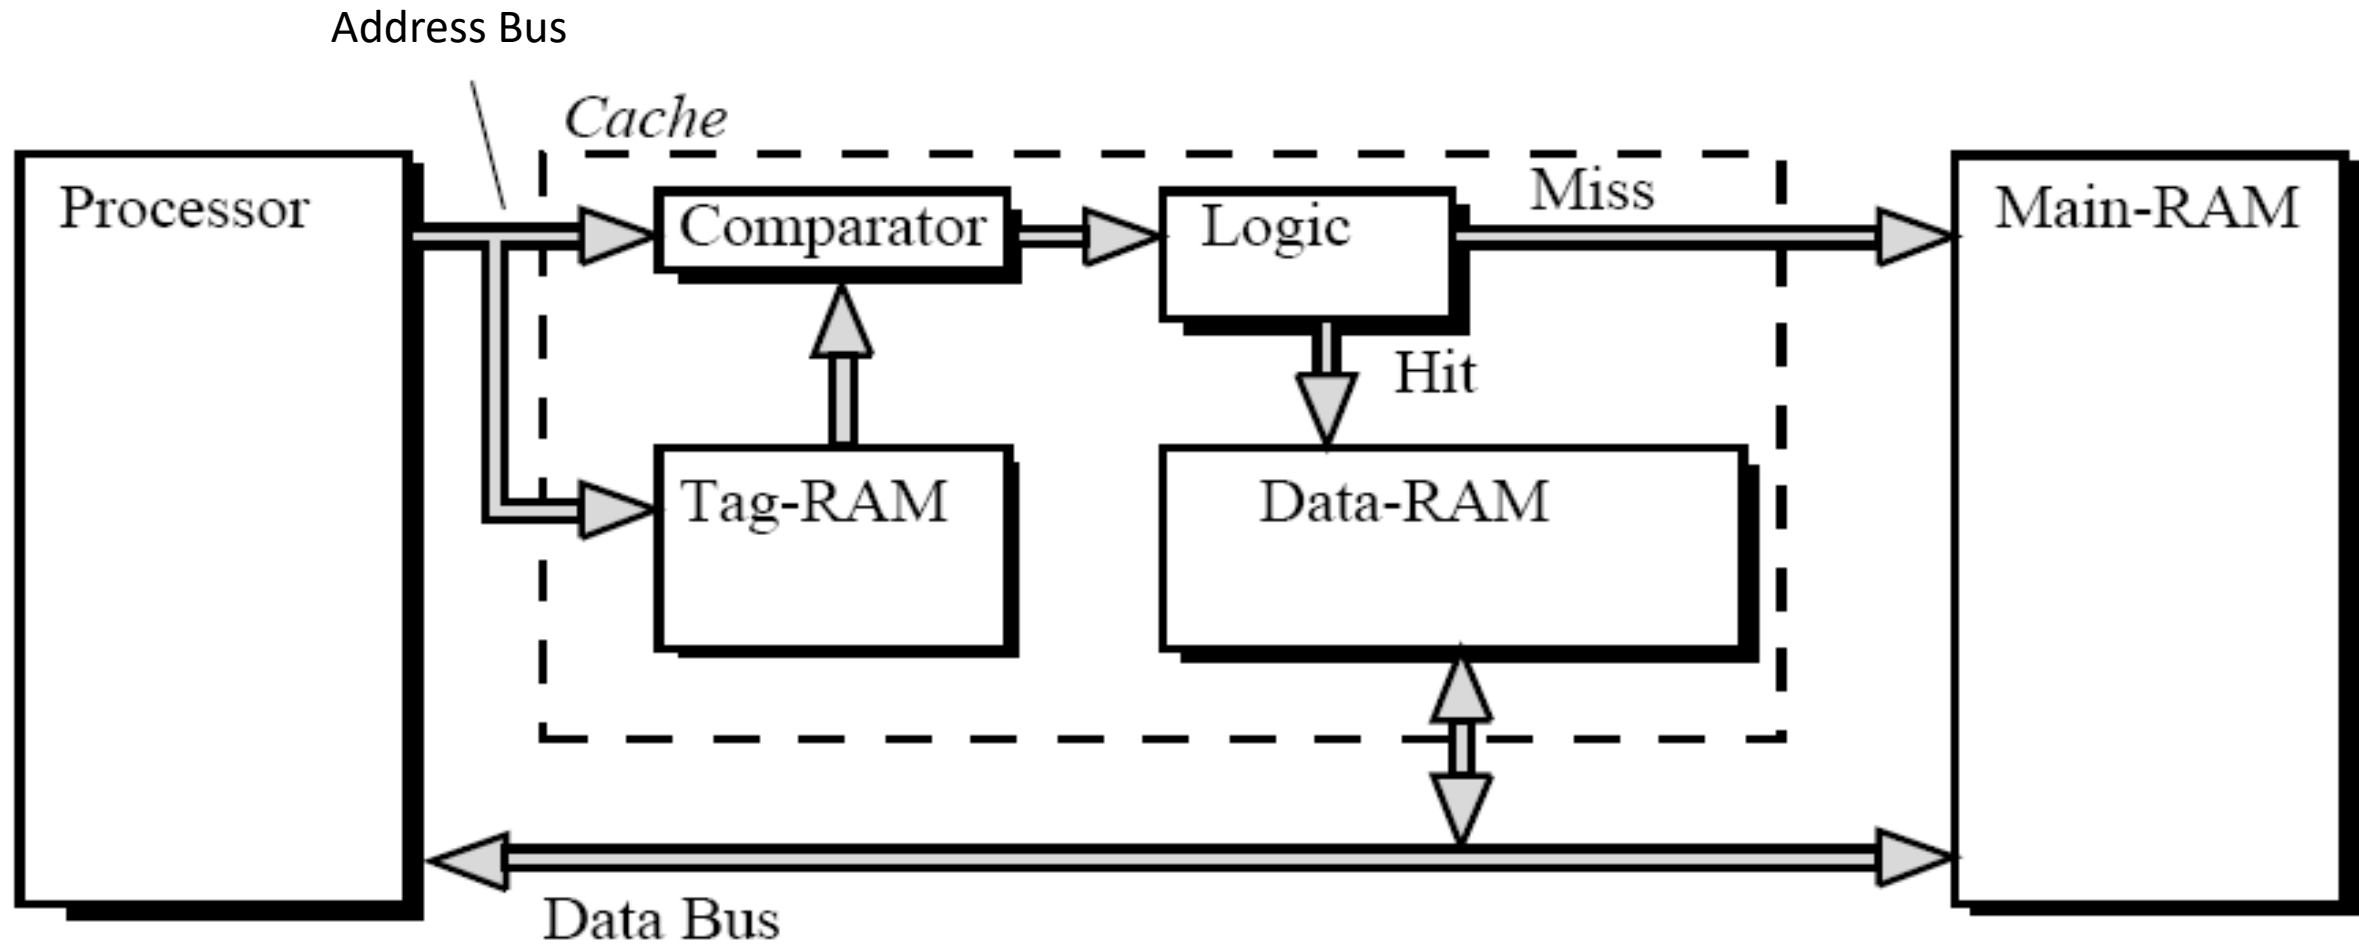 Address Bus
Cache
Processor
Comparator
Logic
Miss
Main-RAM
Hit
Tag-RAM
Data-RAM
Data Bus